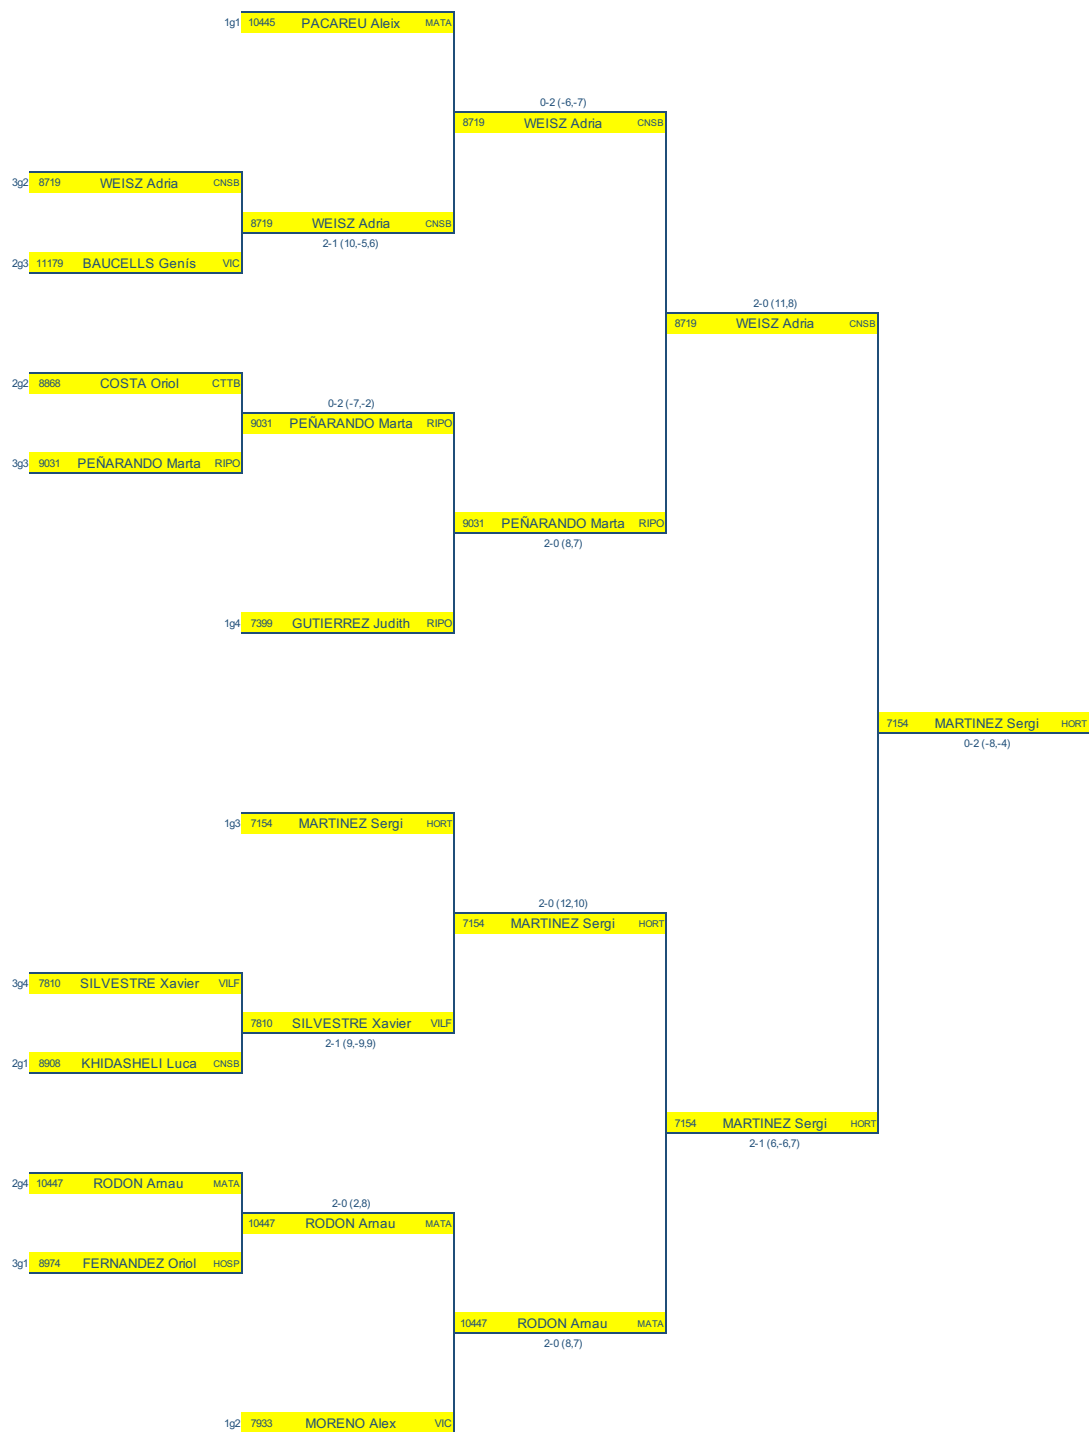 1g1 10445 PACAREU Aleix MATA
0-2 (-6,-7)
8719 WEISZ Adria CNSB
3g2 8719 WEISZ Adria CNSB
8719 WEISZ Adria CNSB
2-1 (10,-5,6)
2g3 11179 BAUCELLS Genís VIC
2-0 (11,8)
8719 WEISZ Adria CNSB
2g2 8868 COSTA Oriol CTTB
0-2 (-7,-2)
9031 PEÑARANDO Marta RIPO
3g3 9031 PEÑARANDO Marta RIPO
9031 PEÑARANDO Marta RIPO
2-0 (8,7)
1g4 7399 GUTIERREZ Judith RIPO
7154 MARTINEZ Sergi HORT
0-2 (-8,-4)
1g3 7154 MARTINEZ Sergi HORT
2-0 (12,10)
7154 MARTINEZ Sergi HORT
3g4 7810 SILVESTRE Xavier VILF
7810 SILVESTRE Xavier VILF
2-1 (9,-9,9)
2g1 8908 KHIDASHELI Luca CNSB
7154 MARTINEZ Sergi HORT
2-1 (6,-6,7)
2g4 10447 RODON Arnau MATA
2-0 (2,8)
10447 RODON Arnau MATA
3g1 8974 FERNANDEZ Oriol HOSP
10447 RODON Arnau MATA
2-0 (8,7)
1g2 7933 MORENO Alex VIC